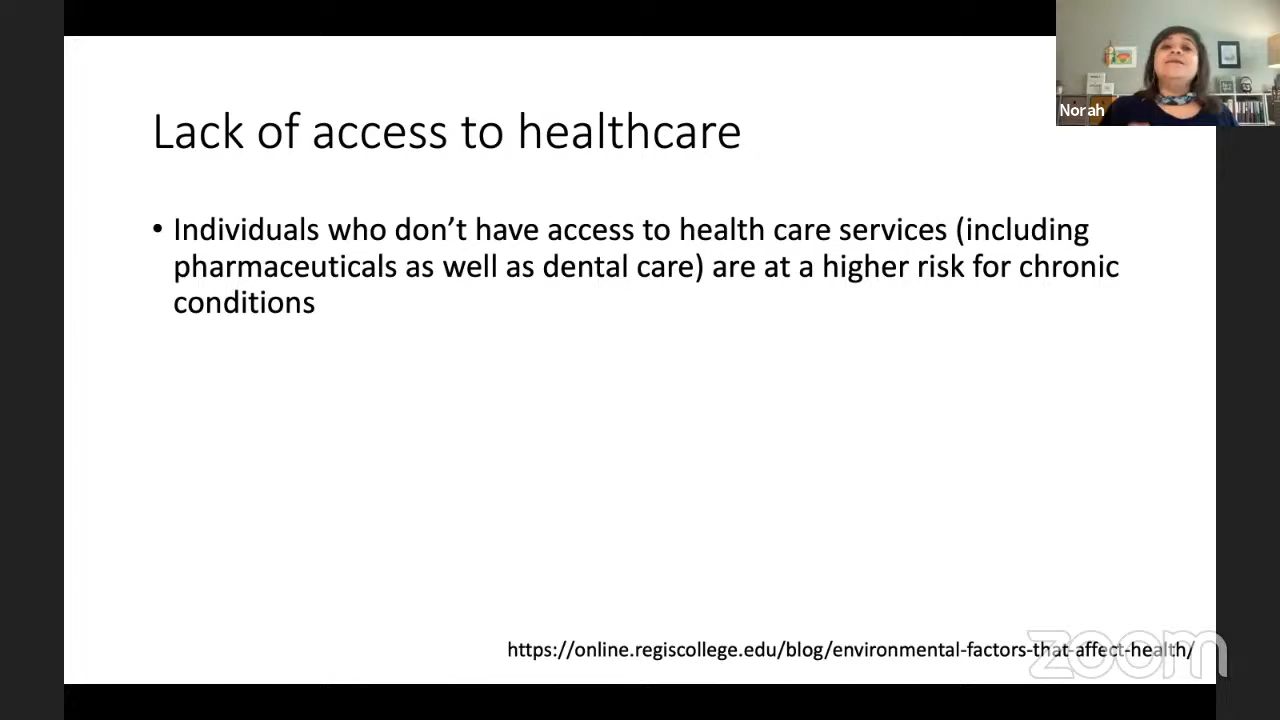 Lack of access to healthcare
Norah
• Individuals who don’t have access to health care services (including
pharmaceuticals as well as dental care) are at a higher risk for chronic
conditions
https://online.regiscollege.edu/blog/environmental-factors-that-affect-health/
zoom